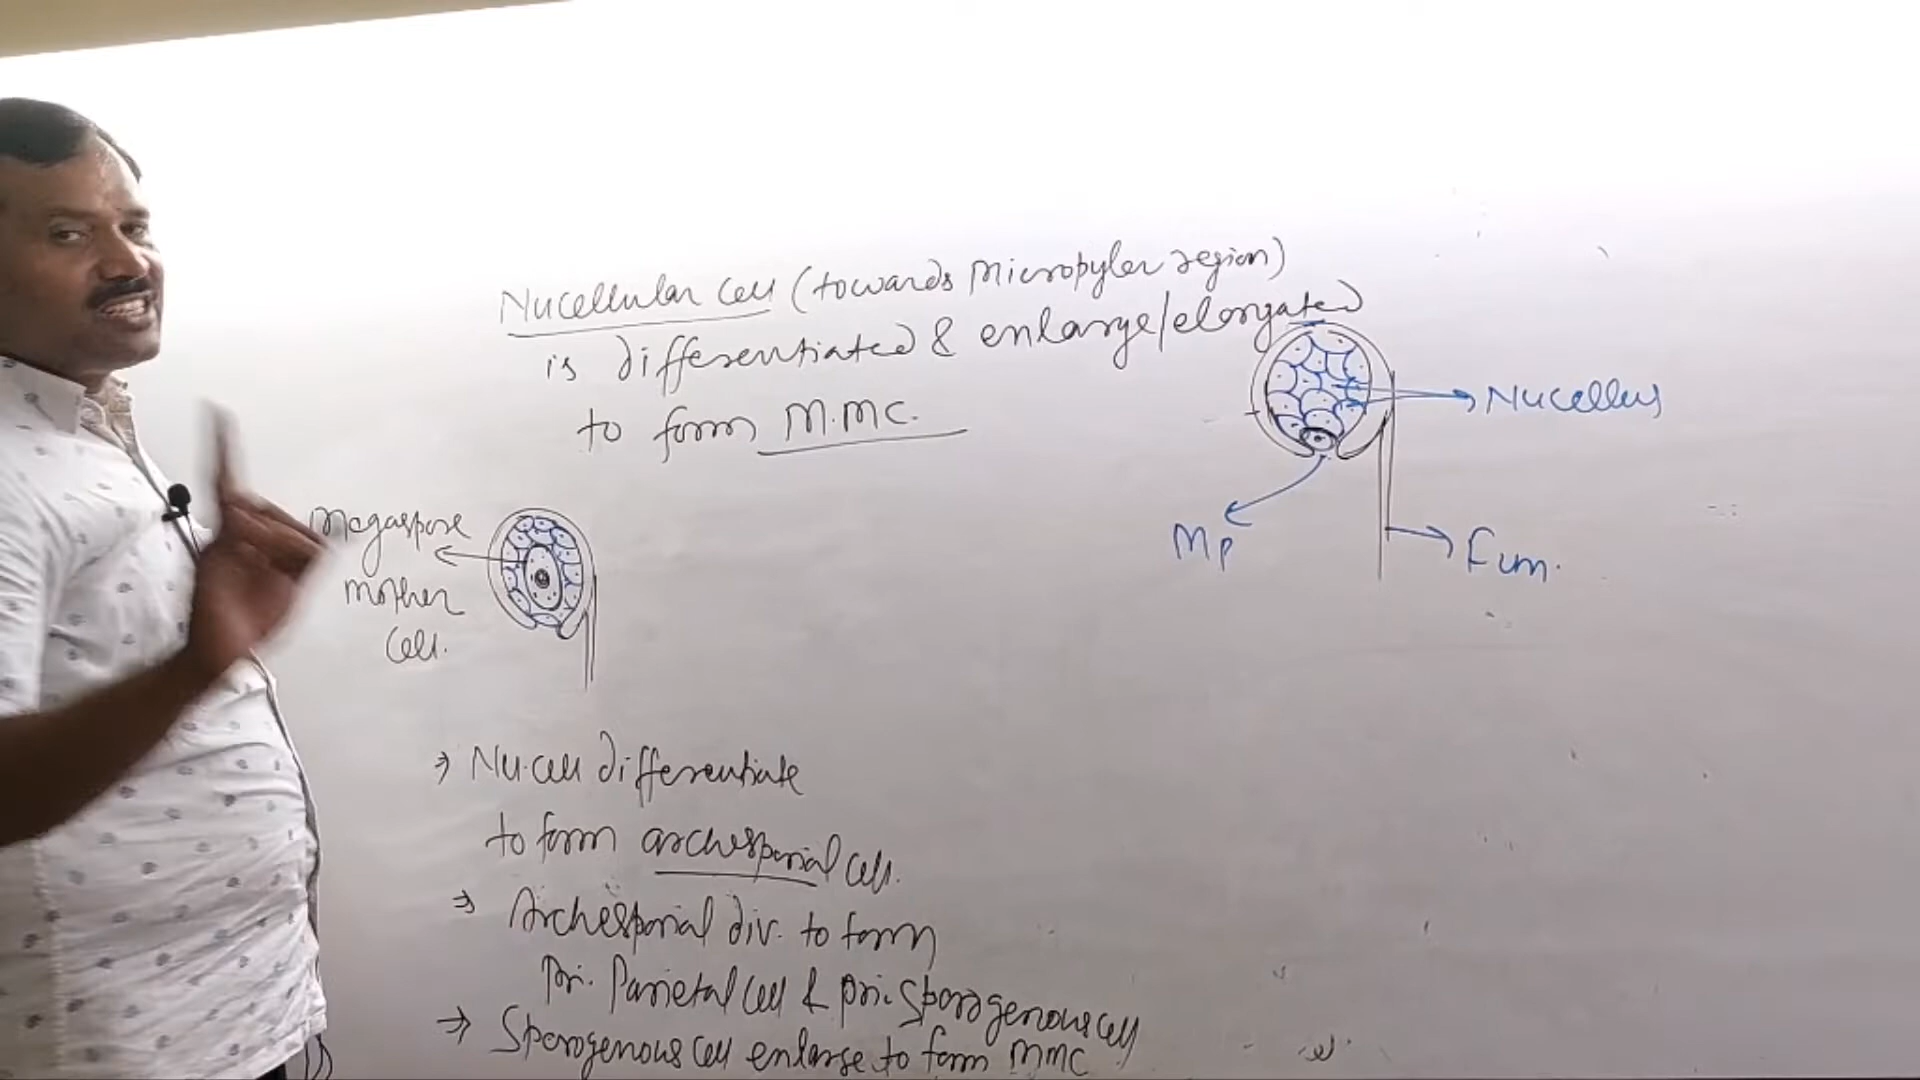 Nucellular cell (towards Micropyler region)
is differentiated & enlarge/elongated
to form M.MC.
Nucellus
MP
Fun.
Megaspore
mother
Cell.
→ Nu.cell differentiate
to form archesporial cell.
⇒ Archesporial div. to form
Pri. Parietal cell & pri. Sporogenous cell
⇒ Sporogenous cell enlarge to form MMC